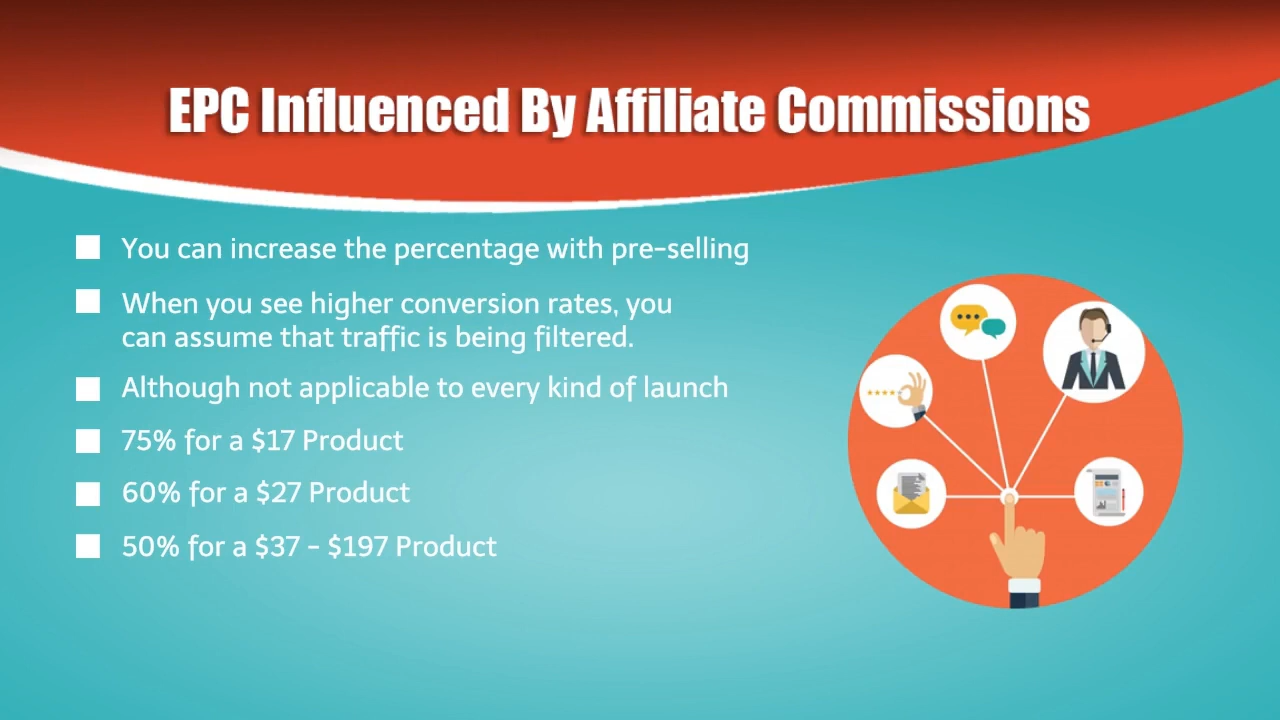 EPC Influenced By Affiliate Commissions
You can increase the percentage with pre-selling
When you see higher conversion rates, you
can assume that traffic is being filtered.
Although not applicable to every kind of launch
75% for a $17 Product
60% for a $27 Product
50% for a $37 - $197 Product